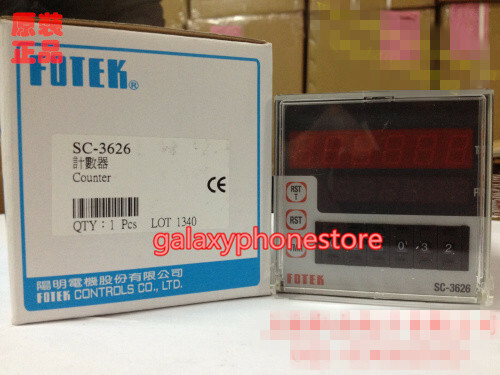 原装
正品
FOTEK®
SC-3626
計數器
Counter
QTY : 1 Pcs LOT 1340
CE
陽明電機股份有限公司
FOTEK CONTROLS CO., LTD.
RST
T
RST
RST
0 3 2
FOTEK
SC-3626
galaxyphonestore